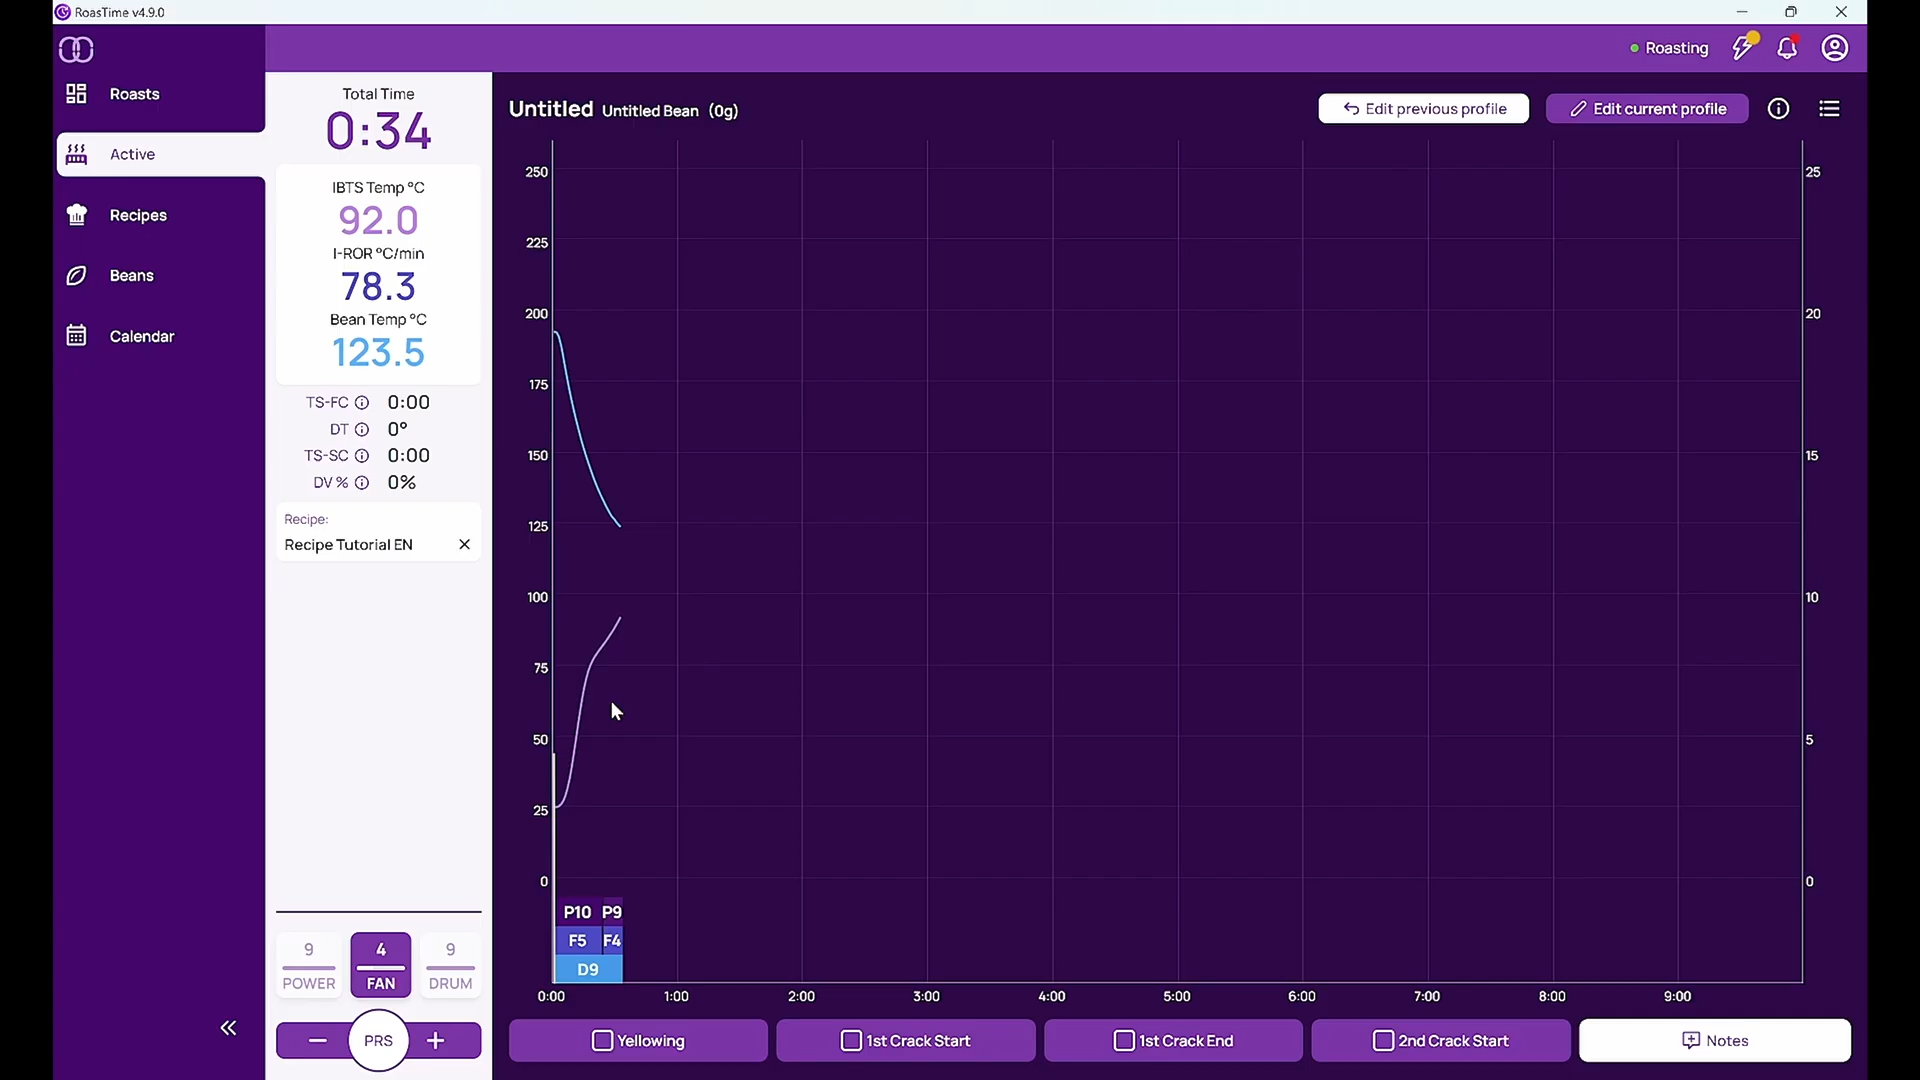 RoasTime v4.9.0
Roasting
Roasts
Active
Recipes
Beans
Calendar
Total Time
0:34
IBTS Temp °C
92.0
I-ROR °C/min
78.3
Bean Temp °C
123.5
TS-FC 0:00
DT 0°
TS-SC 0:00
DV % 0%
Recipe:
Recipe Tutorial EN
9 POWER
4 FAN
9 DRUM
PRS
Untitled Untitled Bean (0g)
Edit previous profile
Edit current profile
250 25
225
200 20
175
150 15
125
100 10
75
50 5
25
0 0
P10 P9
F5 F4
D9
0:00 1:00 2:00 3:00 4:00 5:00 6:00 7:00 8:00 9:00
Yellowing
1st Crack Start
1st Crack End
2nd Crack Start
Notes